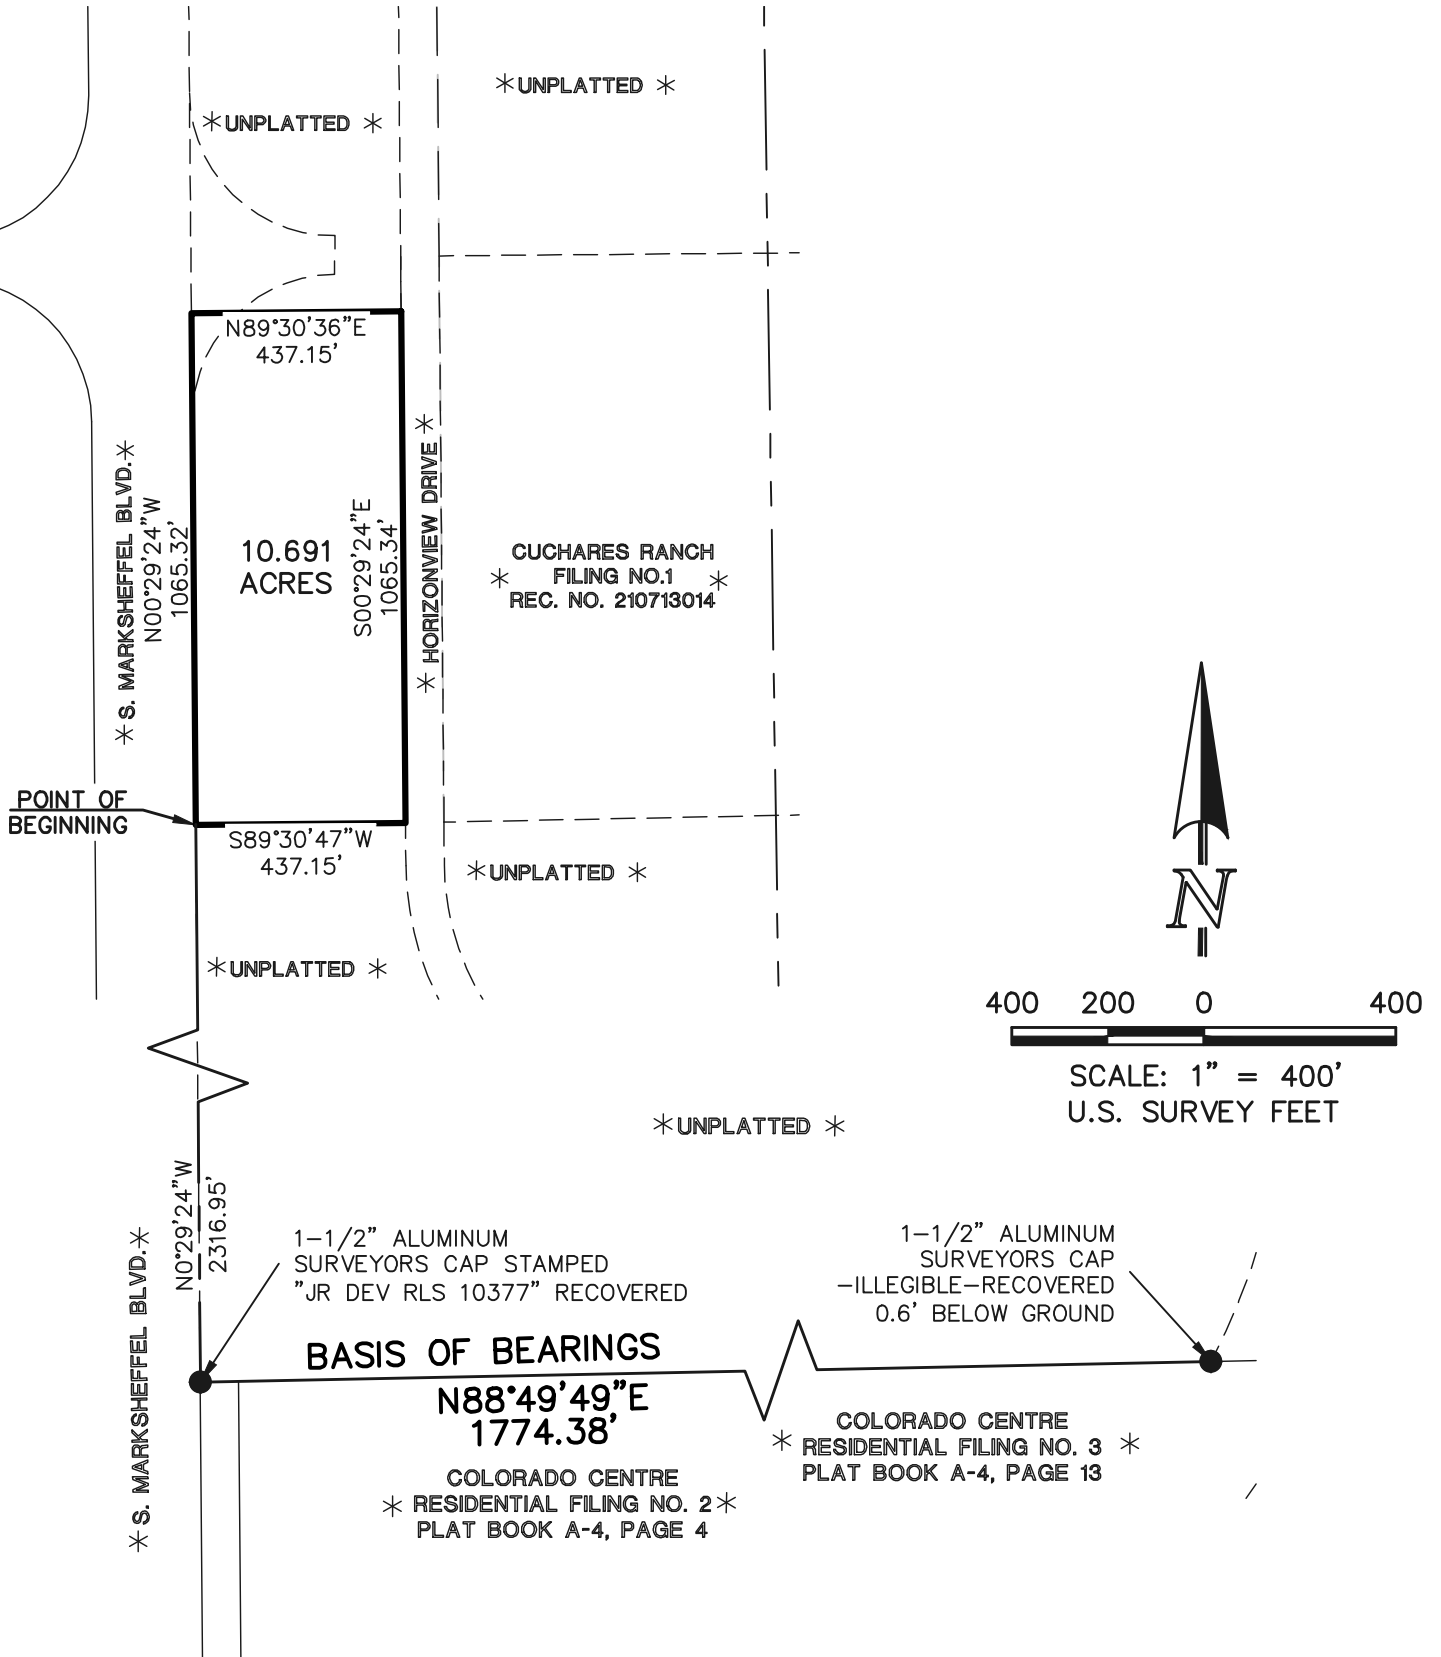 *UNPLATTED *
*UNPLATTED *
N89°30'36"E
437.15'
*S. MARKSHEFFEL BLVD.*
N00°29'24"W
1065.32'
10.691
ACRES
S00°29'24"E
1065.34'
* HORIZONVIEW DRIVE *
CUCHARES RANCH
* FILING NO.1 *
REC. NO. 210713014
POINT OF
BEGINNING
S89°30'47"W
437.15'
*UNPLATTED *
*UNPLATTED *
N
400 200 0 400
SCALE: 1" = 400'
U.S. SURVEY FEET
*UNPLATTED *
N0°29'24"W
2316.95'
*S. MARKSHEFFEL BLVD.*
1-1/2" ALUMINUM
SURVEYORS CAP STAMPED
"JR DEV RLS 10377" RECOVERED
1-1/2" ALUMINUM
SURVEYORS CAP
-ILLEGIBLE-RECOVERED
0.6' BELOW GROUND
BASIS OF BEARINGS
N88°49'49"E
1774.38'
COLORADO CENTRE
* RESIDENTIAL FILING NO. 3 *
PLAT BOOK A-4, PAGE 13
COLORADO CENTRE
* RESIDENTIAL FILING NO. 2 *
PLAT BOOK A-4, PAGE 4